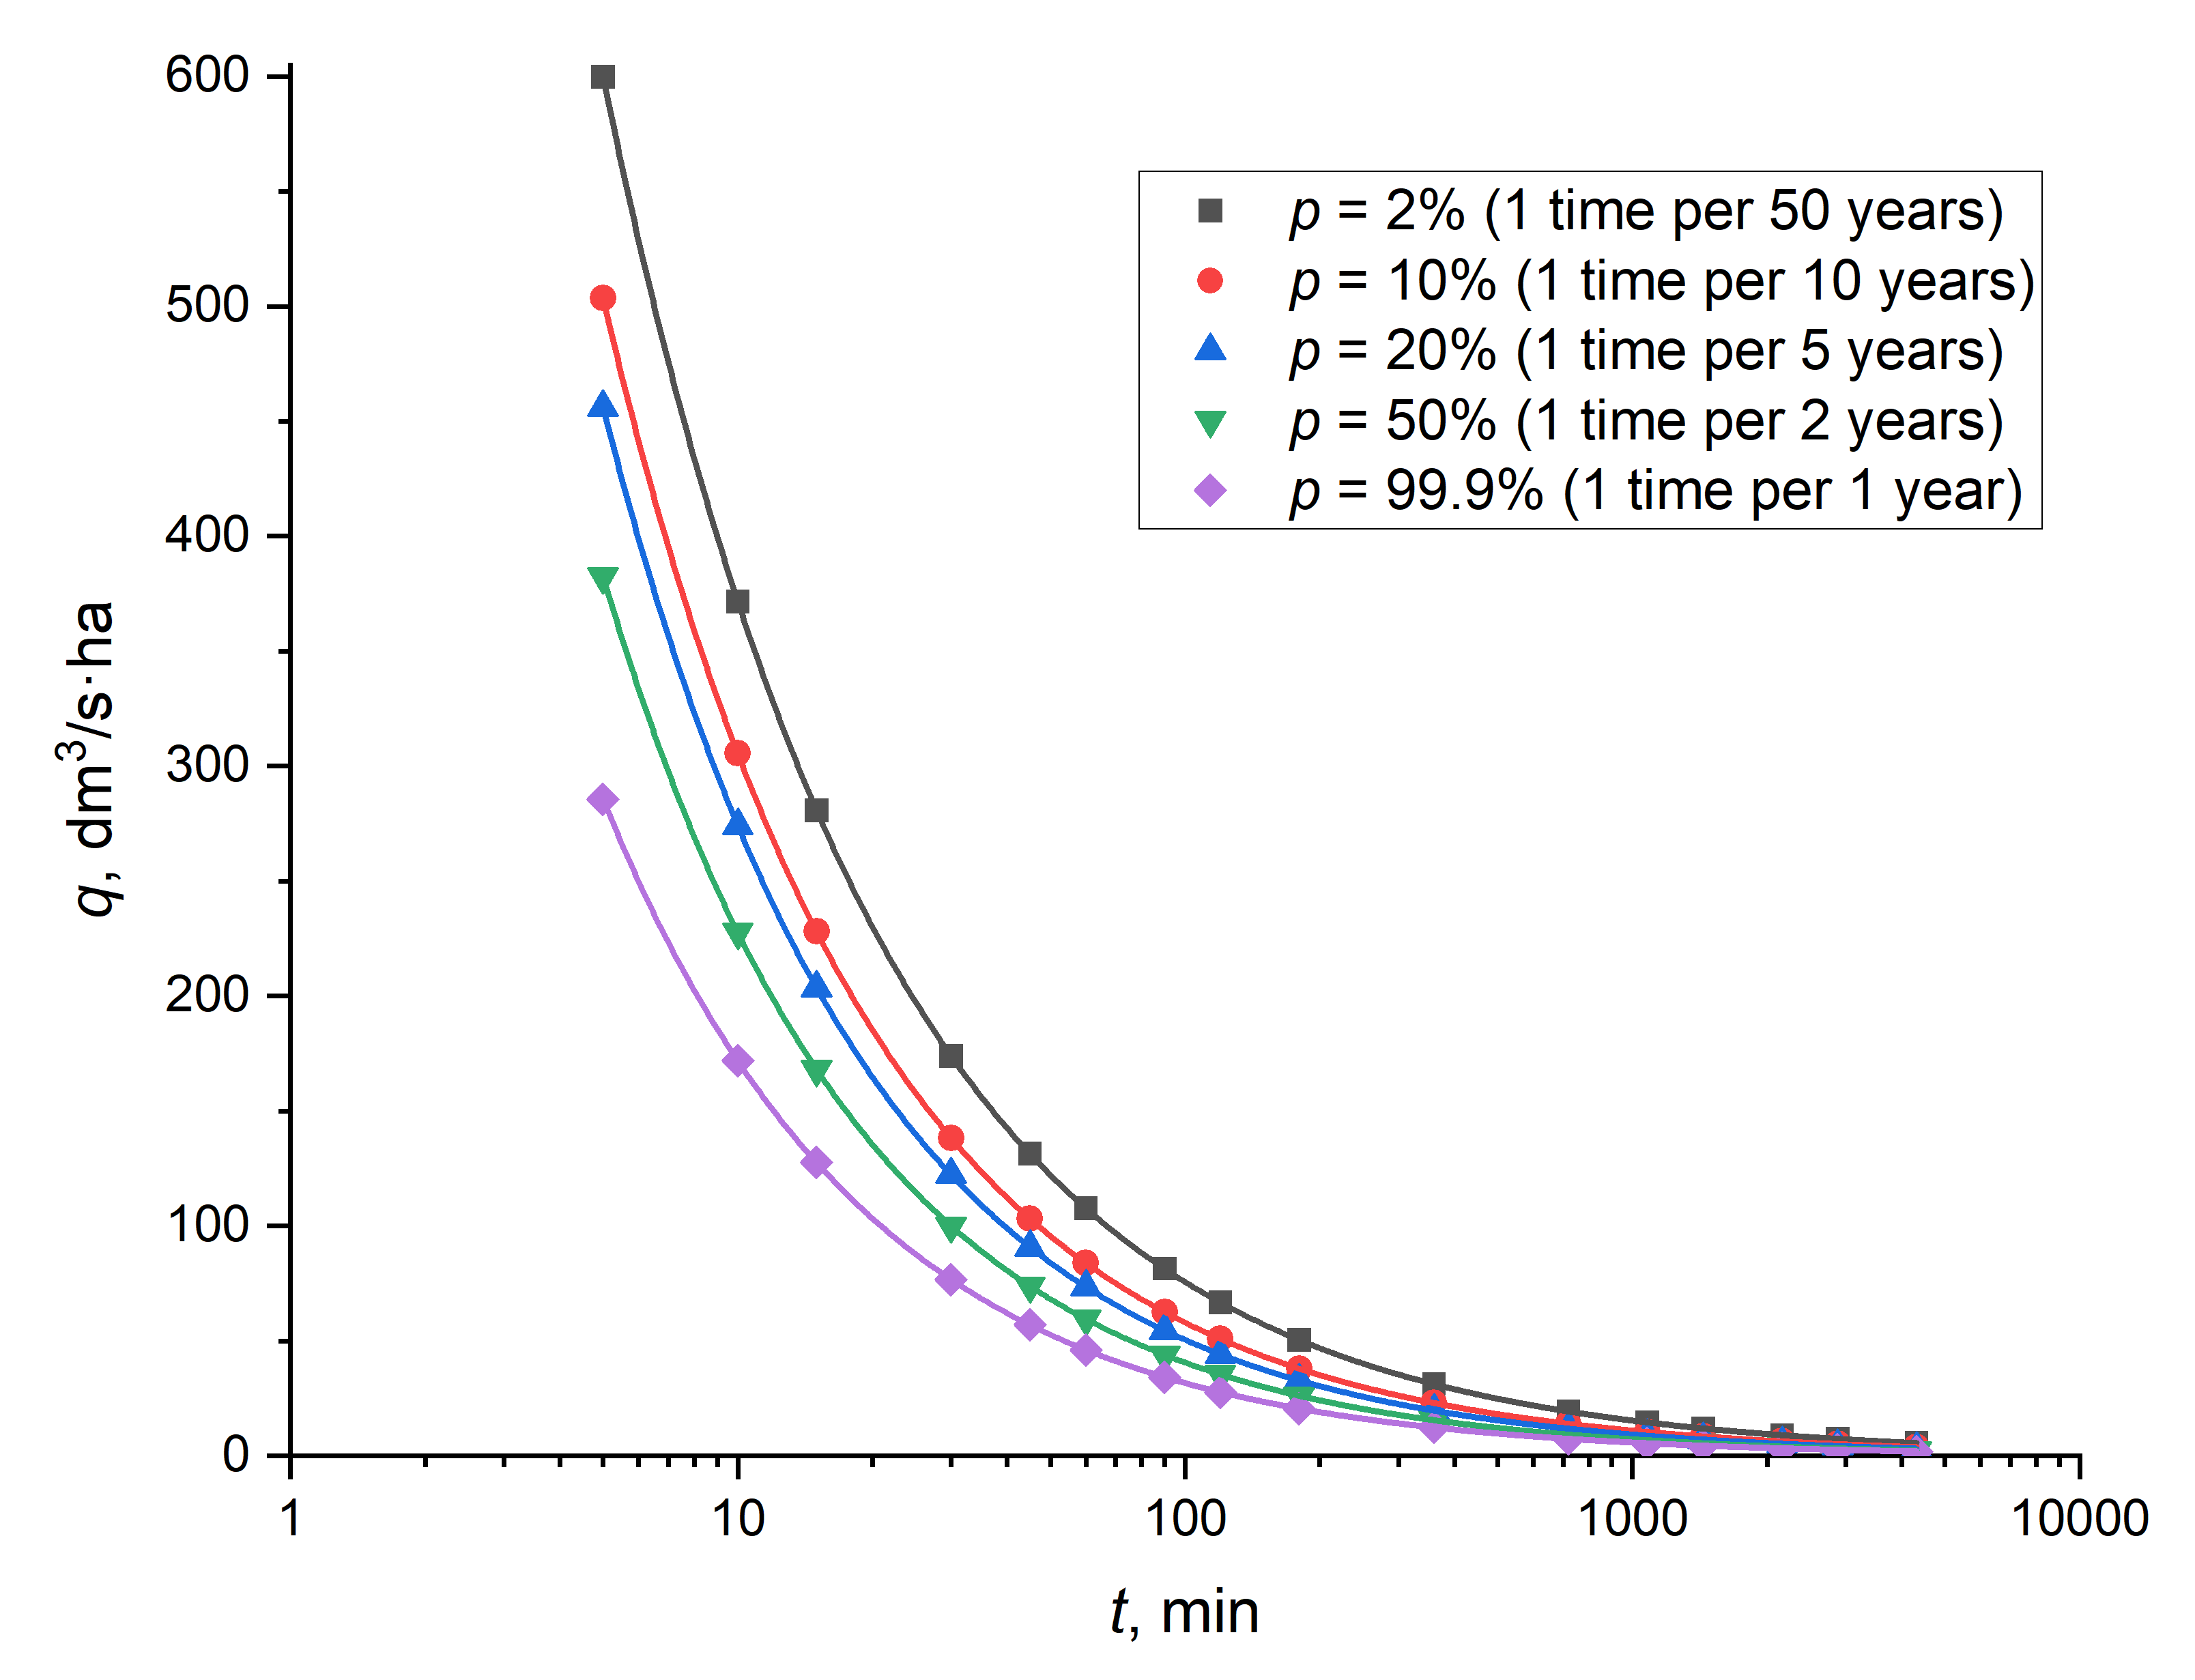 600
500
400
300
200
100
0
q, dm³/s·ha
p = 2% (1 time per 50 years)
p = 10% (1 time per 10 years)
p = 20% (1 time per 5 years)
p = 50% (1 time per 2 years)
p = 99.9% (1 time per 1 year)
1 10 100 1000 10000
t, min